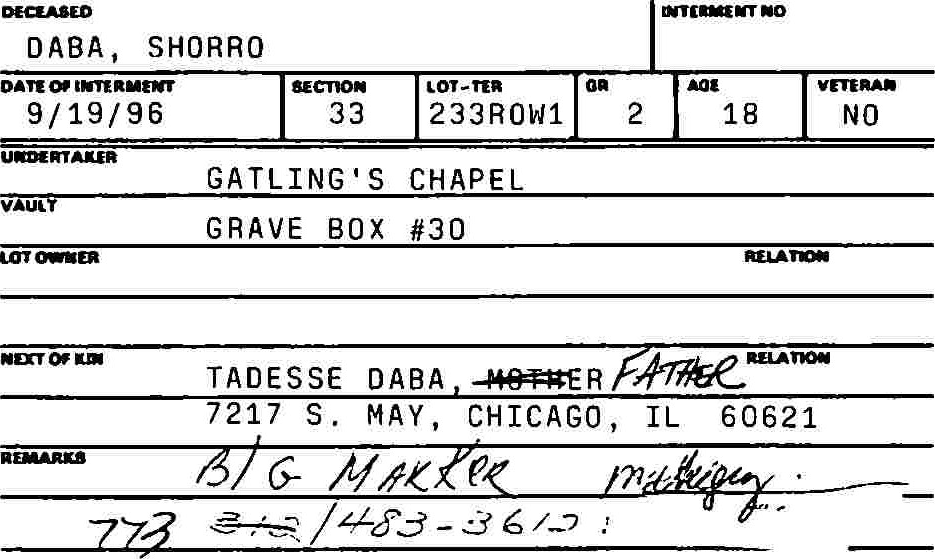 DECEASED INTERMENT NO
DABA, SHORRO
DATE OF INTERMENT SECTION LOT-TER GR AGE VETERAN
9/19/96 33 233ROW1 2 18 NO
UNDERTAKER
GATLING'S CHAPEL
VAULT
GRAVE BOX #30
LOT OWNER RELATION
NEXT OF KIN RELATION
TADESSE DABA, MOTHER FATHER
7217 S. MAY, CHICAGO, IL 60621
REMARKS
B/G MARKER
773 312/483-3612